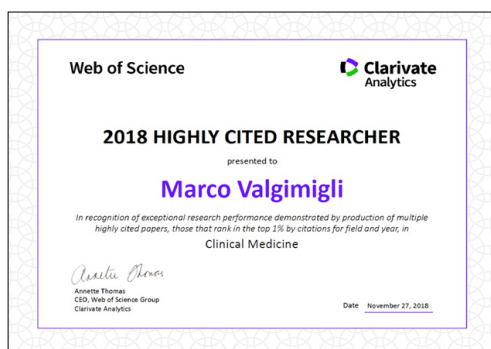 Web of Science
Clarivate
Analytics
2018 HIGHLY CITED RESEARCHER
presented to
Marco Valgimigli
In recognition of exceptional research performance demonstrated by production of multiple
highly cited papers, those that rank in the top 1% by citations for field and year, in
Clinical Medicine
Annette Thomas
Annette Thomas
CEO, Web of Science Group
Clarivate Analytics
Date November 27, 2018